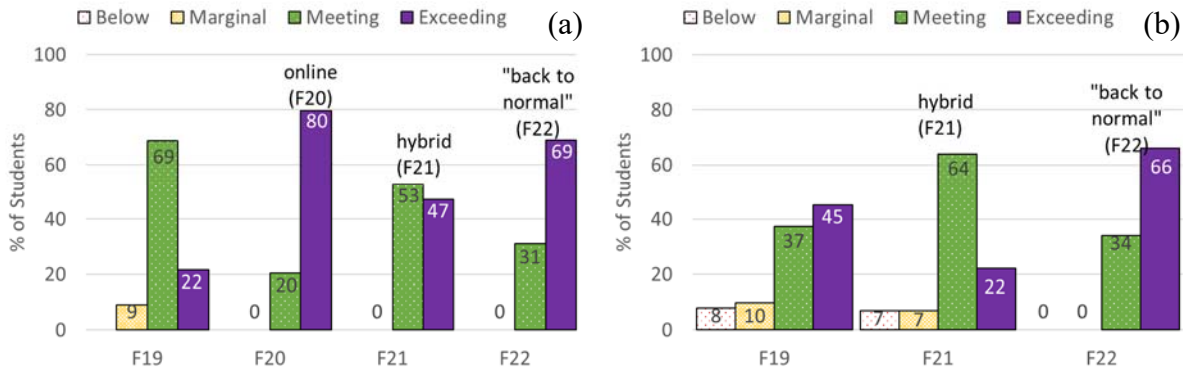 Below Marginal Meeting Exceeding (a)
100
80
60
40
20
0
% of Students
online
(F20)
hybrid
(F21)
"back to
normal"
(F22)
9 69 22
0 20 80
0 53 47
0 31 69
F19 F20 F21 F22
Below Marginal Meeting Exceeding (b)
100
80
60
40
20
0
% of Students
hybrid
(F21)
"back to
normal"
(F22)
8 10 37 45
7 7 64 22
0 0 34 66
F19 F21 F22